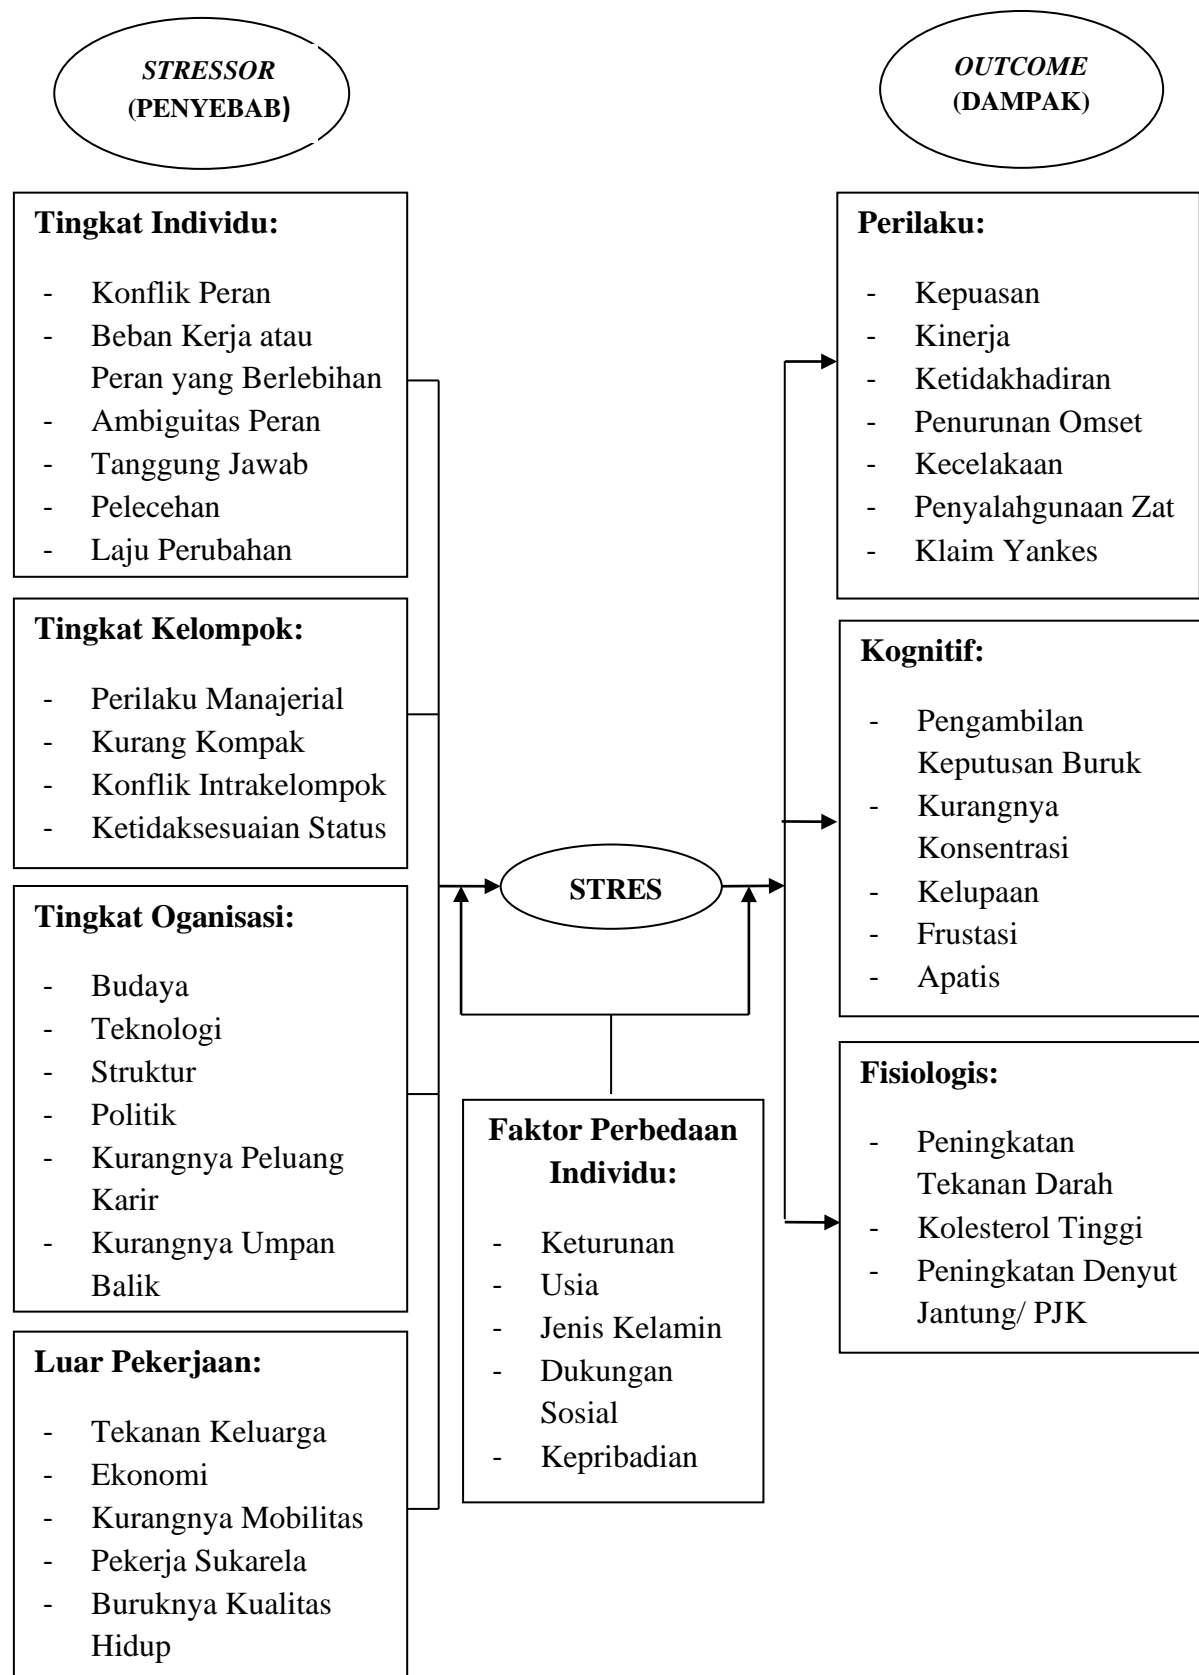 STRESSOR
(PENYEBAB)
Tingkat Individu:
- Konflik Peran
- Beban Kerja atau
Peran yang Berlebihan
- Ambiguitas Peran
- Tanggung Jawab
- Pelecehan
- Laju Perubahan
Tingkat Kelompok:
- Perilaku Manajerial
- Kurang Kompak
- Konflik Intrakelompok
- Ketidaksesuaian Status
Tingkat Oganisasi:
- Budaya
- Teknologi
- Struktur
- Politik
- Kurangnya Peluang
Karir
- Kurangnya Umpan
Balik
Luar Pekerjaan:
- Tekanan Keluarga
- Ekonomi
- Kurangnya Mobilitas
- Pekerja Sukarela
- Buruknya Kualitas
Hidup
STRES
Faktor Perbedaan
Individu:
- Keturunan
- Usia
- Jenis Kelamin
- Dukungan
Sosial
- Kepribadian
OUTCOME
(DAMPAK)
Perilaku:
- Kepuasan
- Kinerja
- Ketidakhadiran
- Penurunan Omset
- Kecelakaan
- Penyalahgunaan Zat
- Klaim Yankes
Kognitif:
- Pengambilan
Keputusan Buruk
- Kurangnya
Konsentrasi
- Kelupaan
- Frustasi
- Apatis
Fisiologis:
- Peningkatan
Tekanan Darah
- Kolesterol Tinggi
- Peningkatan Denyut
Jantung/ PJK